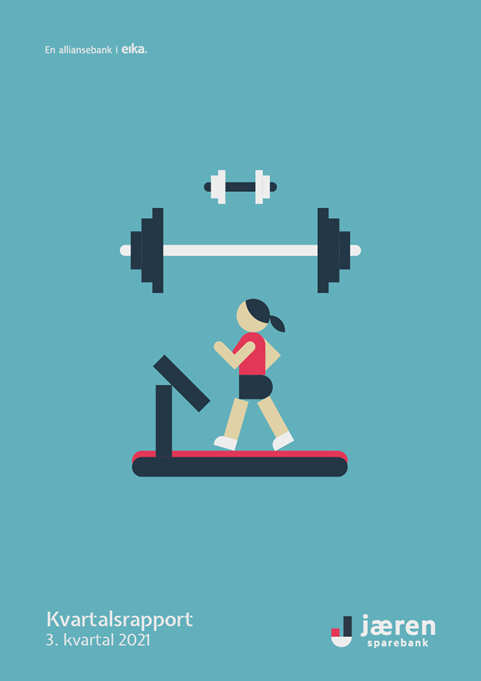 En alliansebank i eika.
Kvartalsrapport
3. kvartal 2021
jæren
sparebank